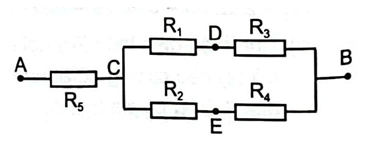 R₁ D R₃
A C B
R₅ R₂ R₄
E